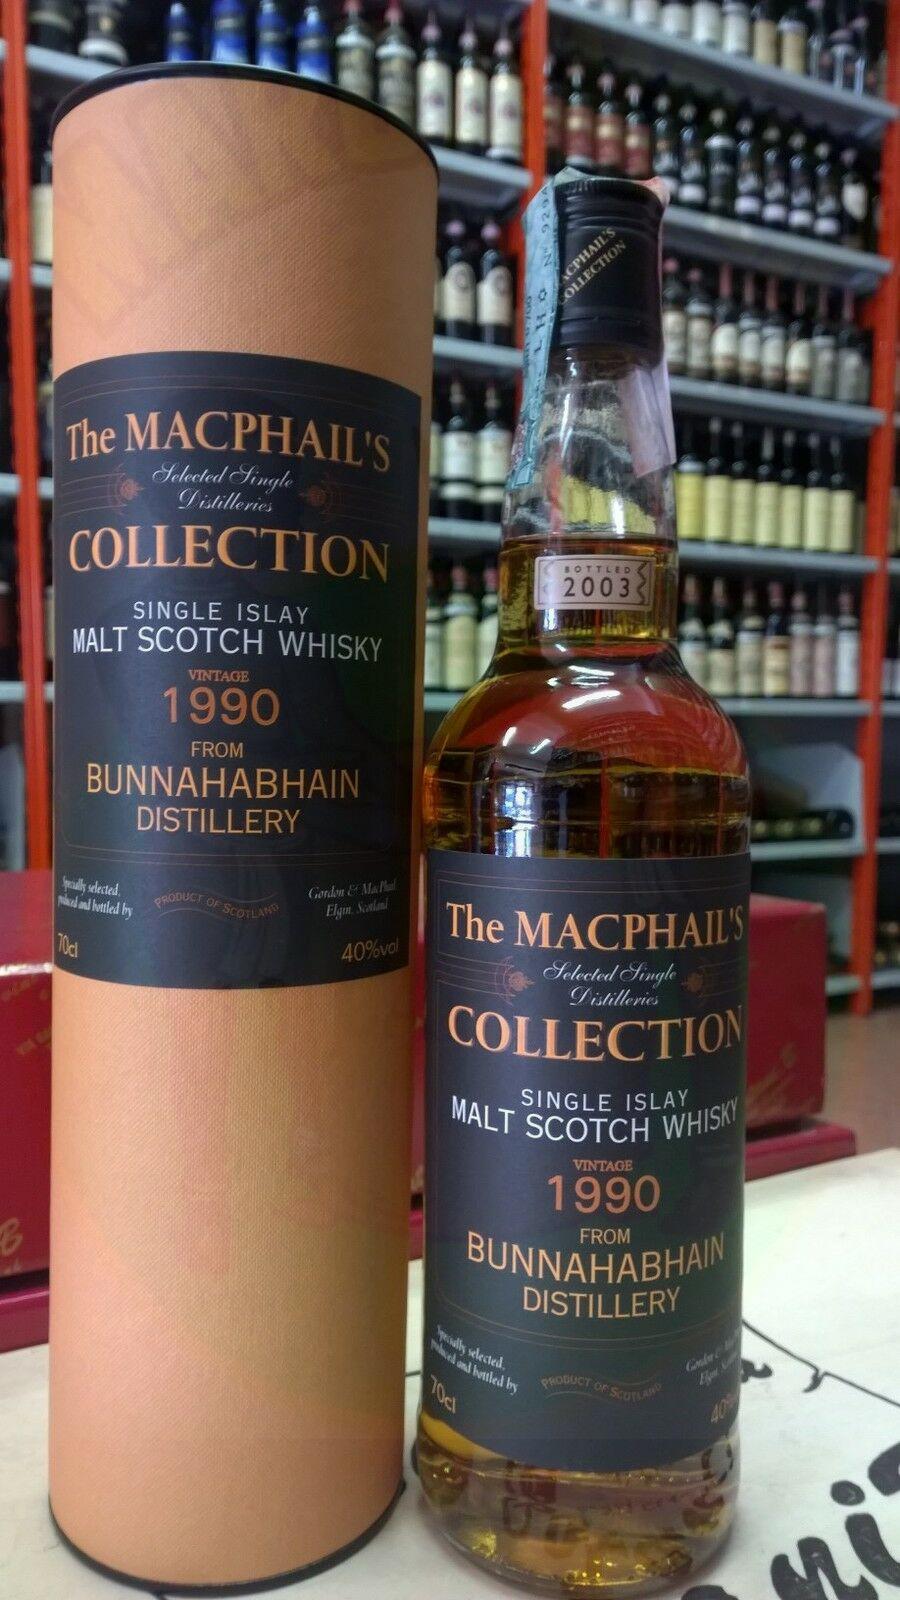 The MACPHAIL'S
Selected Single
Distilleries
COLLECTION
SINGLE ISLAY
MALT SCOTCH WHISKY
VINTAGE
1990
FROM
BUNNAHABHAIN
DISTILLERY
Specially selected,
produced and bottled by
PRODUCT OF SCOTLAND
Gordon & MacPhail
Elgin, Scotland
70cl
40%vol
MACPHAIL'S
COLLECTION
BOTTLED
2003
The MACPHAIL'S
Selected Single
Distilleries
COLLECTION
SINGLE ISLAY
MALT SCOTCH WHISKY
VINTAGE
1990
FROM
BUNNAHABHAIN
DISTILLERY
Specially selected,
produced and bottled by
PRODUCT OF SCOTLAND
Gordon &
Elgin,
70cl
40%